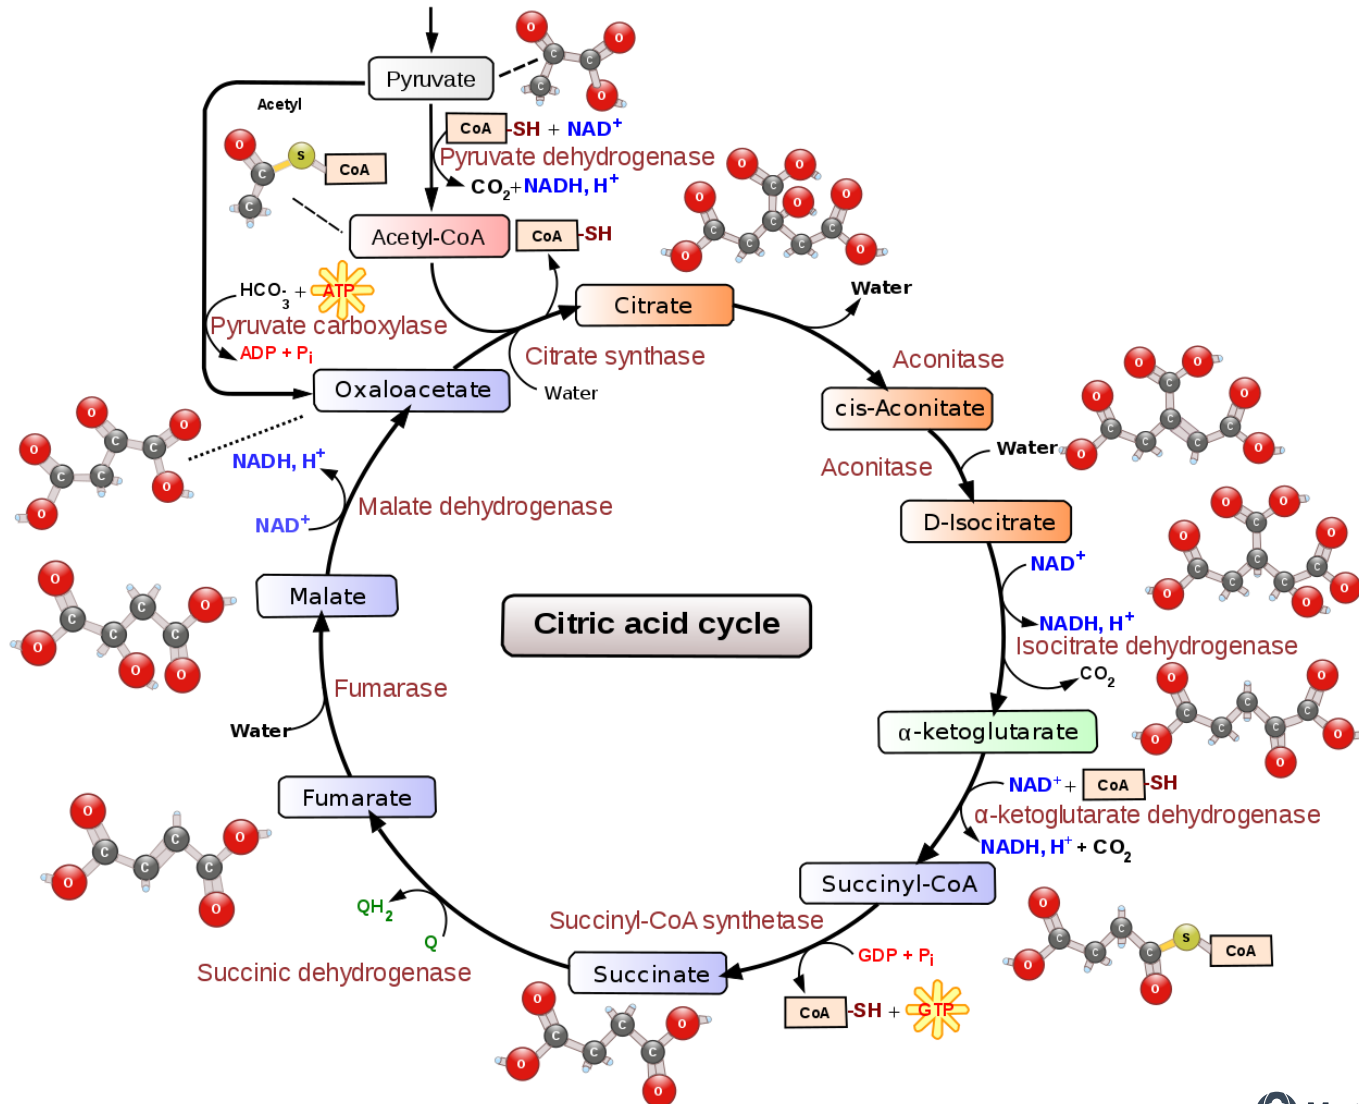 Pyruvate
Acetyl
CoA -SH + NAD+
Pyruvate dehydrogenase
CO2+NADH, H+
S CoA
Acetyl-CoA
CoA -SH
HCO3- + ATP
Pyruvate carboxylase
ADP + Pi
Citrate
Water
Citrate synthase
Water
Aconitase
Oxaloacetate
cis-Aconitate
Water
Aconitase
NADH, H+
Malate dehydrogenase
NAD+
D-Isocitrate
NAD+
NADH, H+
Isocitrate dehydrogenase
CO2
Malate
Citric acid cycle
Fumarase
Water
α-ketoglutarate
NAD+ + CoA -SH
α-ketoglutarate dehydrogenase
NADH, H+ + CO2
Fumarate
Succinyl-CoA
QH2
Q
Succinyl-CoA synthetase
GDP + Pi
S CoA
Succinic dehydrogenase
Succinate
CoA -SH + GTP